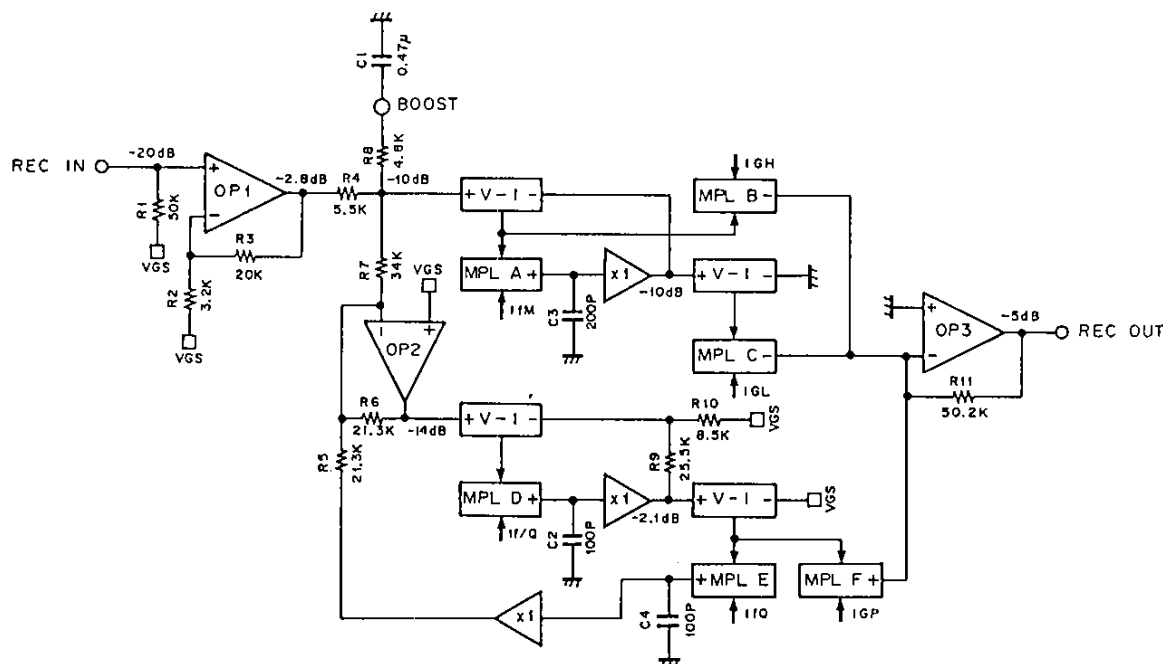 C1
0.47μ
BOOST
R8
4.8K
REC IN
-20dB
R1
50K
VGS
+
-
OP1
-2.8dB
R4
5.5K
-10dB
R3
20K
R2
3.2K
VGS
+ V-I -
IGH
MPL B -
MPL A +
IfM
C3
200P
x1
-10dB
+ V-I -
MPL C -
IGL
R7
34K
VGS
-
+
OP2
R6
21.3K
-14dB
R5
21.3K
+ V-I -
R10
8.5K
VGS
R9
25.5K
MPL D +
If/Q
C2
100P
x1
-2.1dB
+ V-I -
VGS
+ MPL E
IfQ
MPL F +
IGP
C4
100P
x1
+
-
OP3
-5dB
REC OUT
R11
50.2K